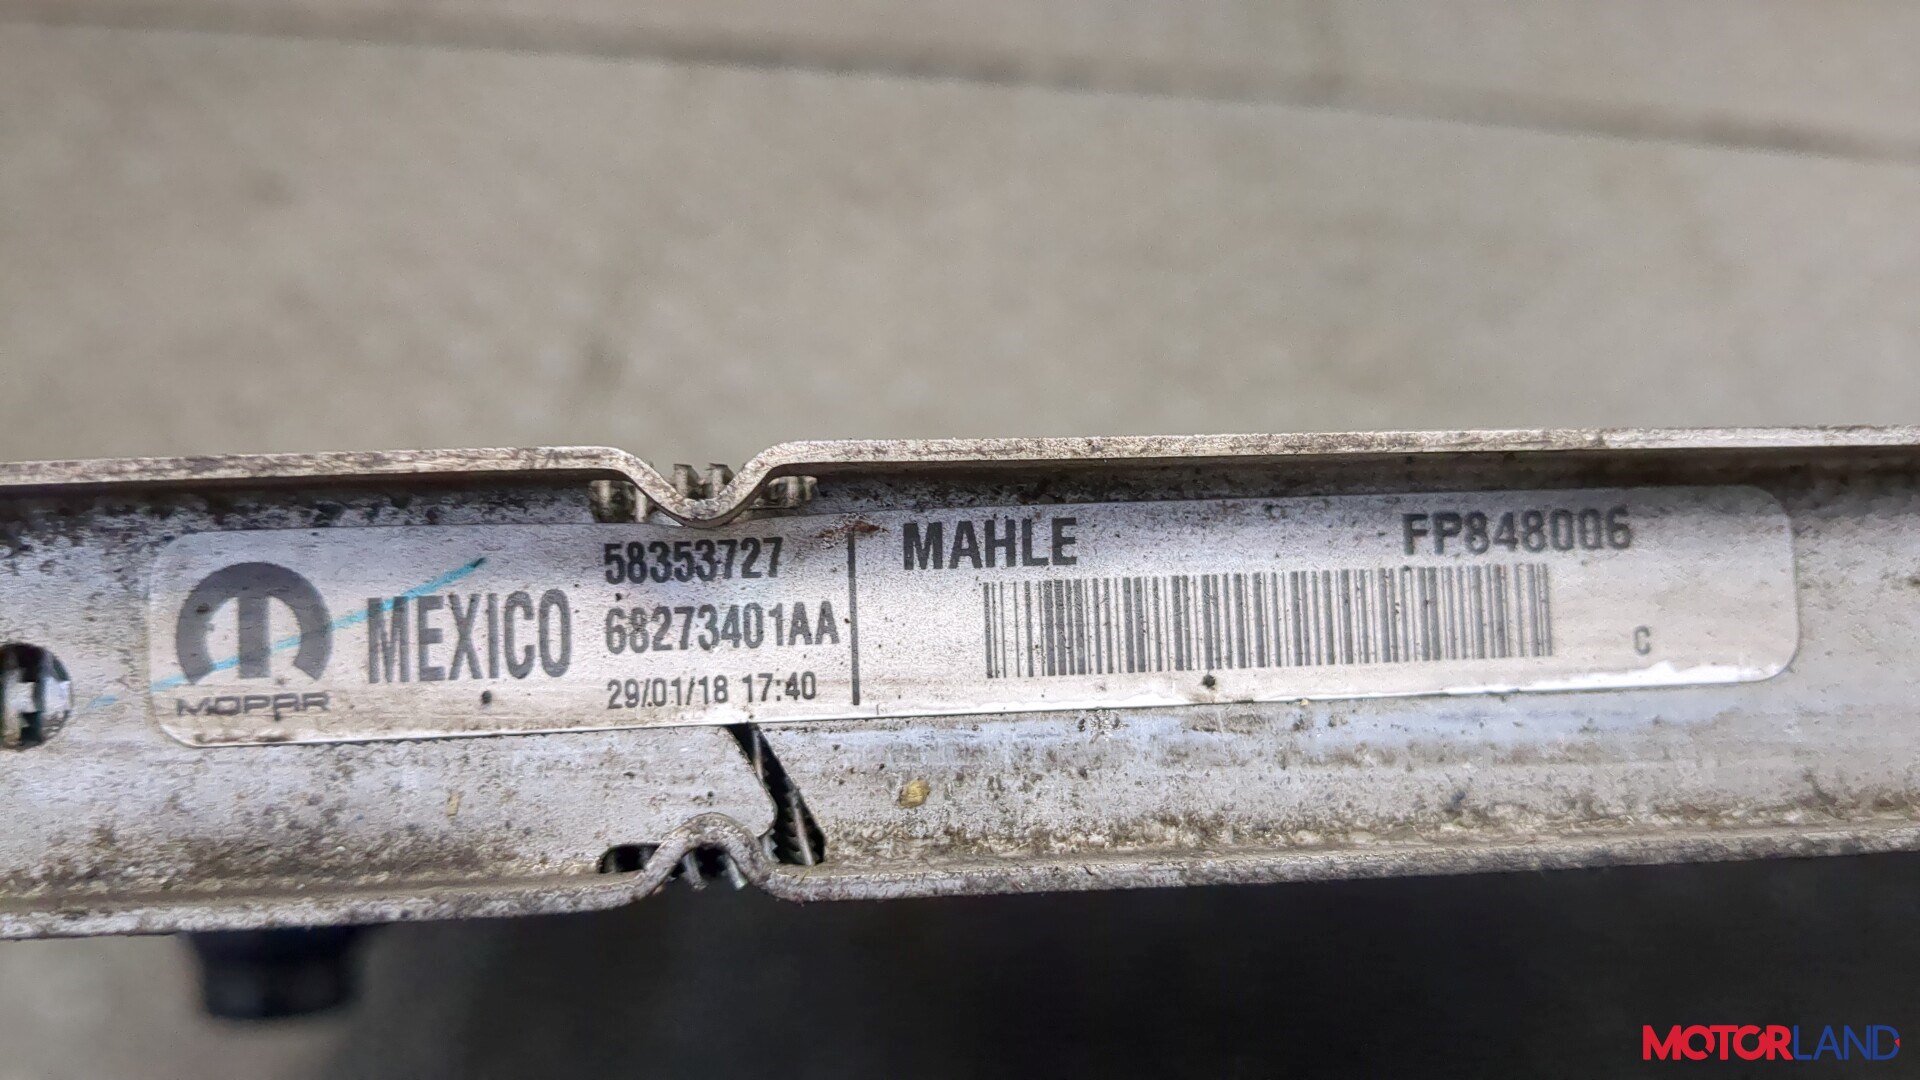 MOPAR
MEXICO
58353727
68273401AA
29/01/18 17:40
MAHLE
FP848006
C
MOTORLAND